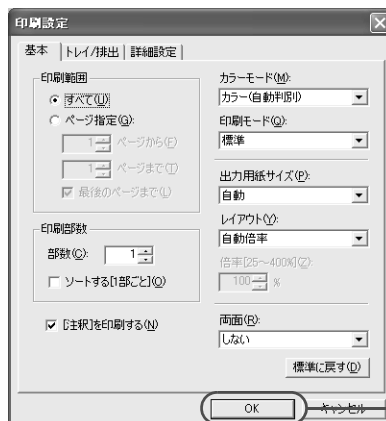 印刷設定
基本 トレイ/排出 詳細設定
印刷範囲
すべて(U)
ページ指定(G):
1 ページから(F)
1 ページまで(T)
最後のページまで(L)
印刷部数
部数(C): 1
ソートする[1部ごと](O)
[注釈]を印刷する(N)
カラーモード(M):
カラー(自動判別)
印刷モード(Q):
標準
出力用紙サイズ(P):
自動
レイアウト(Y):
自動倍率
倍率[25～400%](Z):
100 %
両面(R):
しない
標準に戻す(D)
OK キャンセル